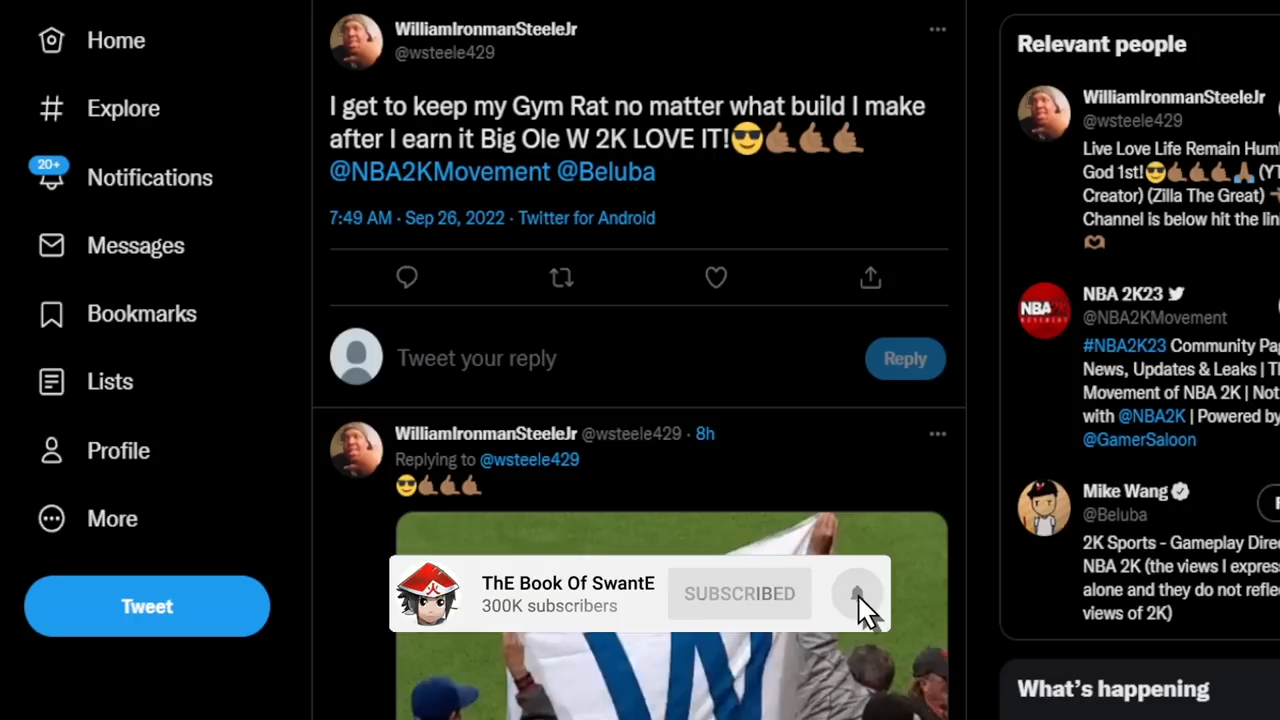 Home
Explore
20+
Notifications
Messages
Bookmarks
Lists
Profile
More
Tweet
WilliamIronmanSteeleJr
@wsteele429
I get to keep my Gym Rat no matter what build I make
after I earn it Big Ole W 2K LOVE IT!😎🤙🏽🤙🏽🤙🏽
@NBA2KMovement @Beluba
7:49 AM · Sep 26, 2022 · Twitter for Android
Tweet your reply
Reply
WilliamIronmanSteeleJr @wsteele429 · 8h
Replying to @wsteele429
😎🤙🏽🤙🏽🤙🏽
ThE Book Of SwantE
300K subscribers
SUBSCRIBED
W
Relevant people
WilliamIronmanSteeleJr
@wsteele429
Live Love Life Remain Hum
God 1st!😎🤙🏽🤙🏽🤙🏽🙏🏽 (YT
Creator) (Zilla The Great)
Channel is below hit the lin
NBA 2K23
@NBA2KMovement
#NBA2K23 Community Pag
News, Updates & Leaks | Th
Movement of NBA 2K | Not
with @NBA2K | Powered by
@GamerSaloon
Mike Wang
@Beluba
2K Sports - Gameplay Dire
NBA 2K (the views I expres
alone and they do not refle
views of 2K)
What's happening